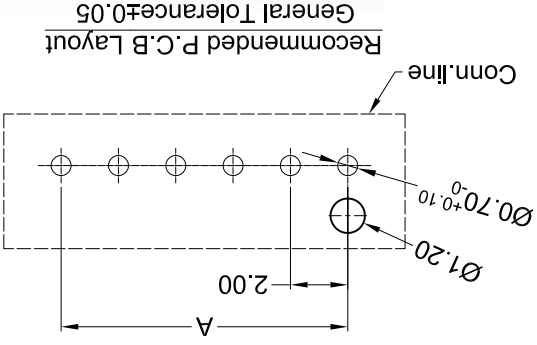 A
2.00
Ø1.20
Ø0.70+0.10 -0
Conn.line
Recommended P.C.B Layout
General Tolerance±0.05